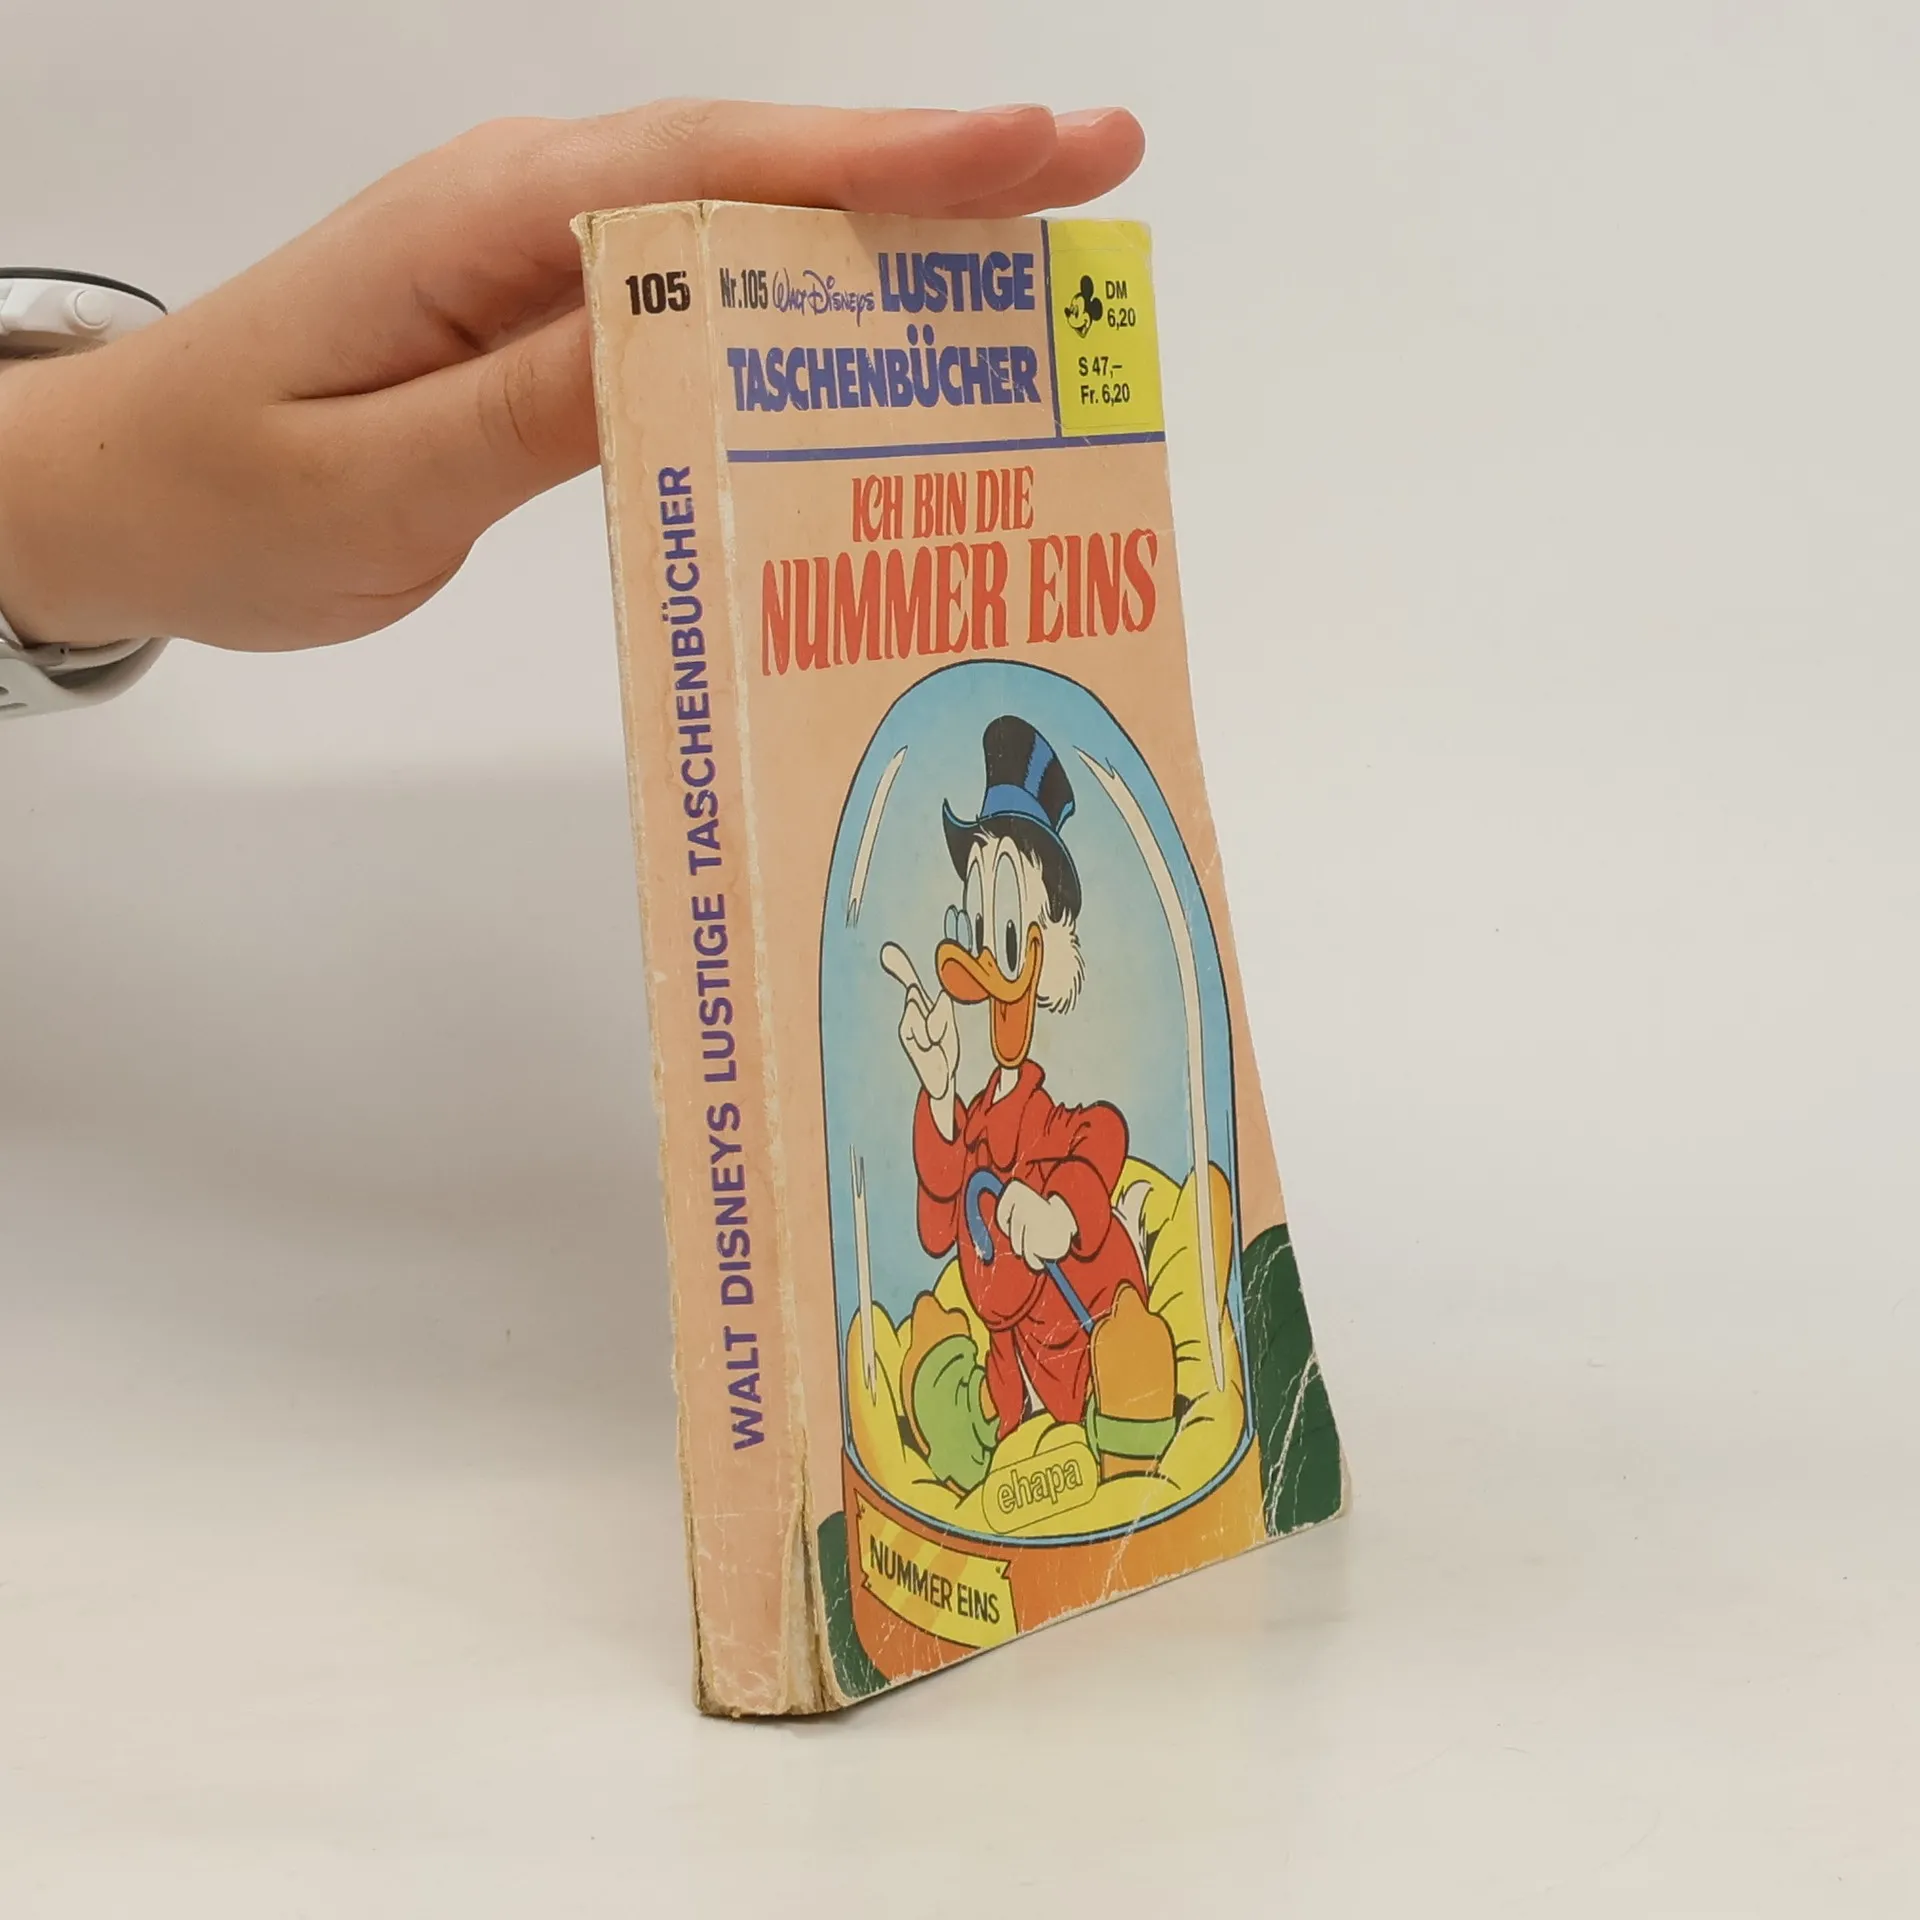 105
WALT DISNEYS LUSTIGE TASCHENBÜCHER
Nr.105 WALT DISNEYS LUSTIGE
TASCHENBÜCHER
DM
6,20
S 47,–
Fr. 6,20
ICH BIN DIE
NUMMER EINS
ehapa
NUMMER EINS